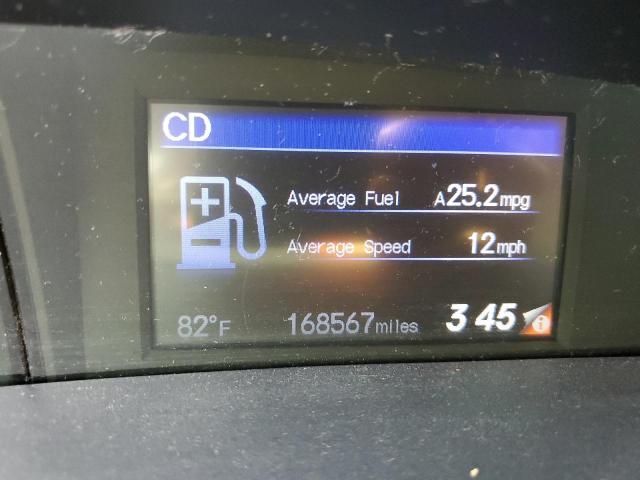 CD
Average Fuel A25.2mpg
Average Speed 12mph
82°F 168567miles 3 45 i